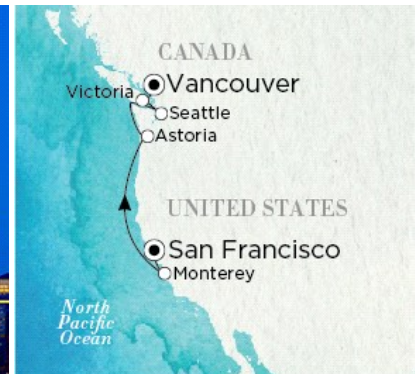 CANADA
Vancouver
Victoria
Seattle
Astoria
UNITED STATES
San Francisco
Monterey
North
Pacific
Ocean